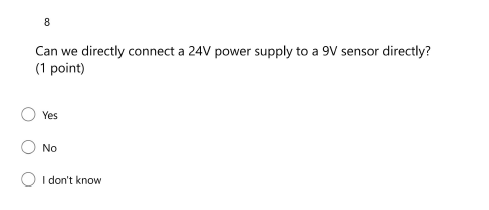 8
Can we directly connect a 24V power supply to a 9V sensor directly?
(1 point)
Yes
No
I don't know